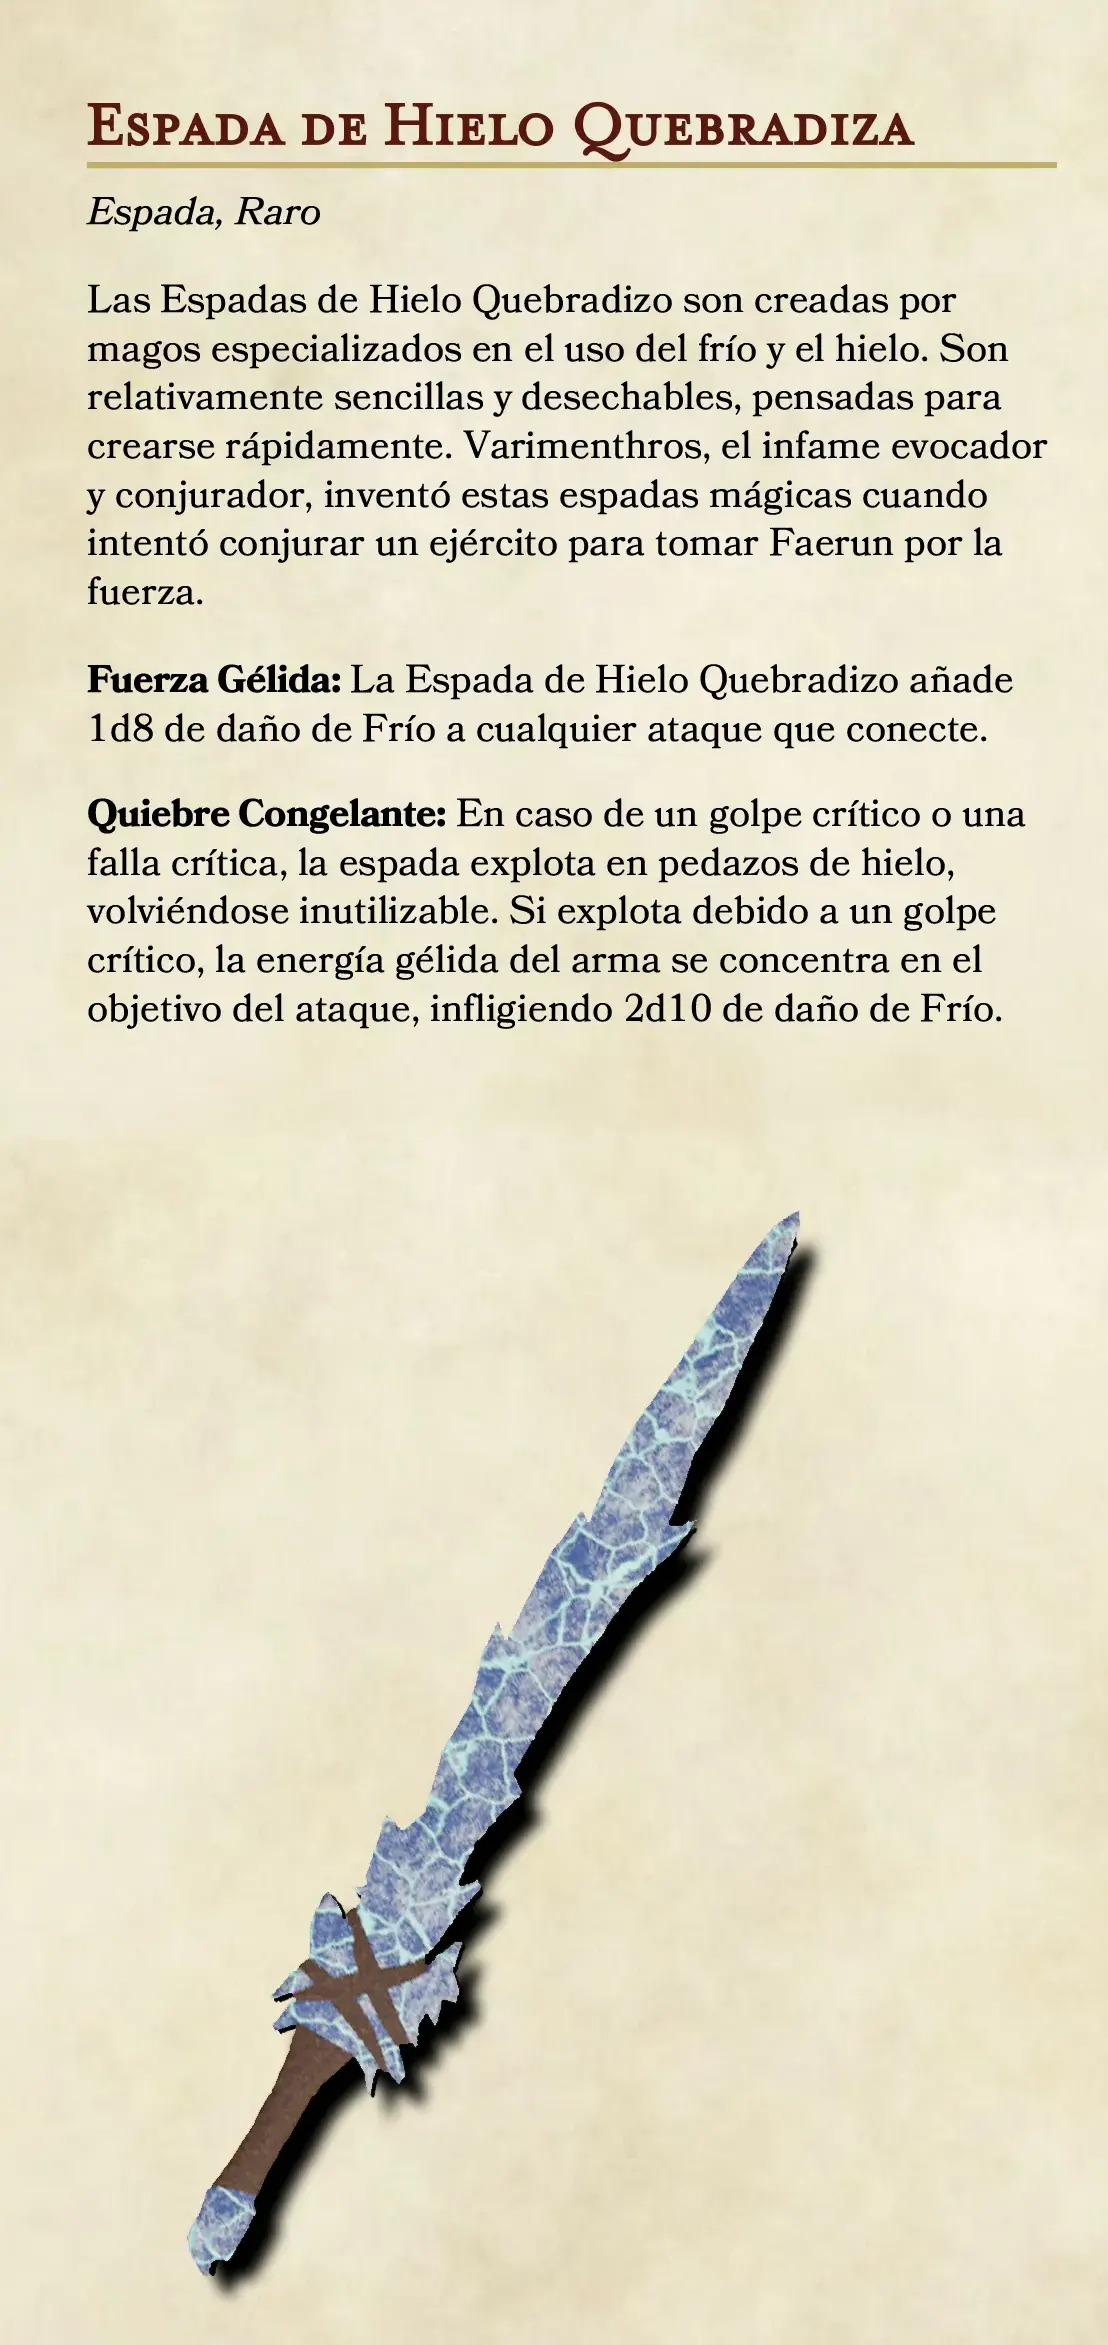 Espada de Hielo Quebradiza
Espada, Raro
Las Espadas de Hielo Quebradizo son creadas por
magos especializados en el uso del frío y el hielo. Son
relativamente sencillas y desechables, pensadas para
crearse rápidamente. Varimenthros, el infame evocador
y conjurador, inventó estas espadas mágicas cuando
intentó conjurar un ejército para tomar Faerun por la
fuerza.
Fuerza Gélida: La Espada de Hielo Quebradizo añade
1d8 de daño de Frío a cualquier ataque que conecte.
Quiebre Congelante: En caso de un golpe crítico o una
falla crítica, la espada explota en pedazos de hielo,
volviéndose inutilizable. Si explota debido a un golpe
crítico, la energía gélida del arma se concentra en el
objetivo del ataque, infligiendo 2d10 de daño de Frío.